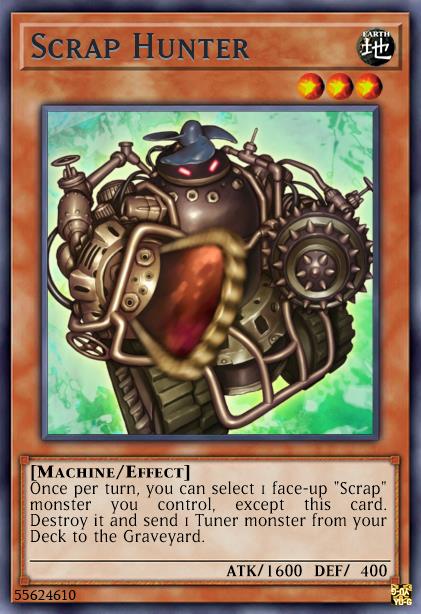 Scrap Hunter
EARTH
地
[Machine/Effect]
Once per turn, you can select 1 face-up "Scrap"
monster you control, except this card.
Destroy it and send 1 Tuner monster from your
Deck to the Graveyard.
ATK/1600 DEF/ 400
55624610